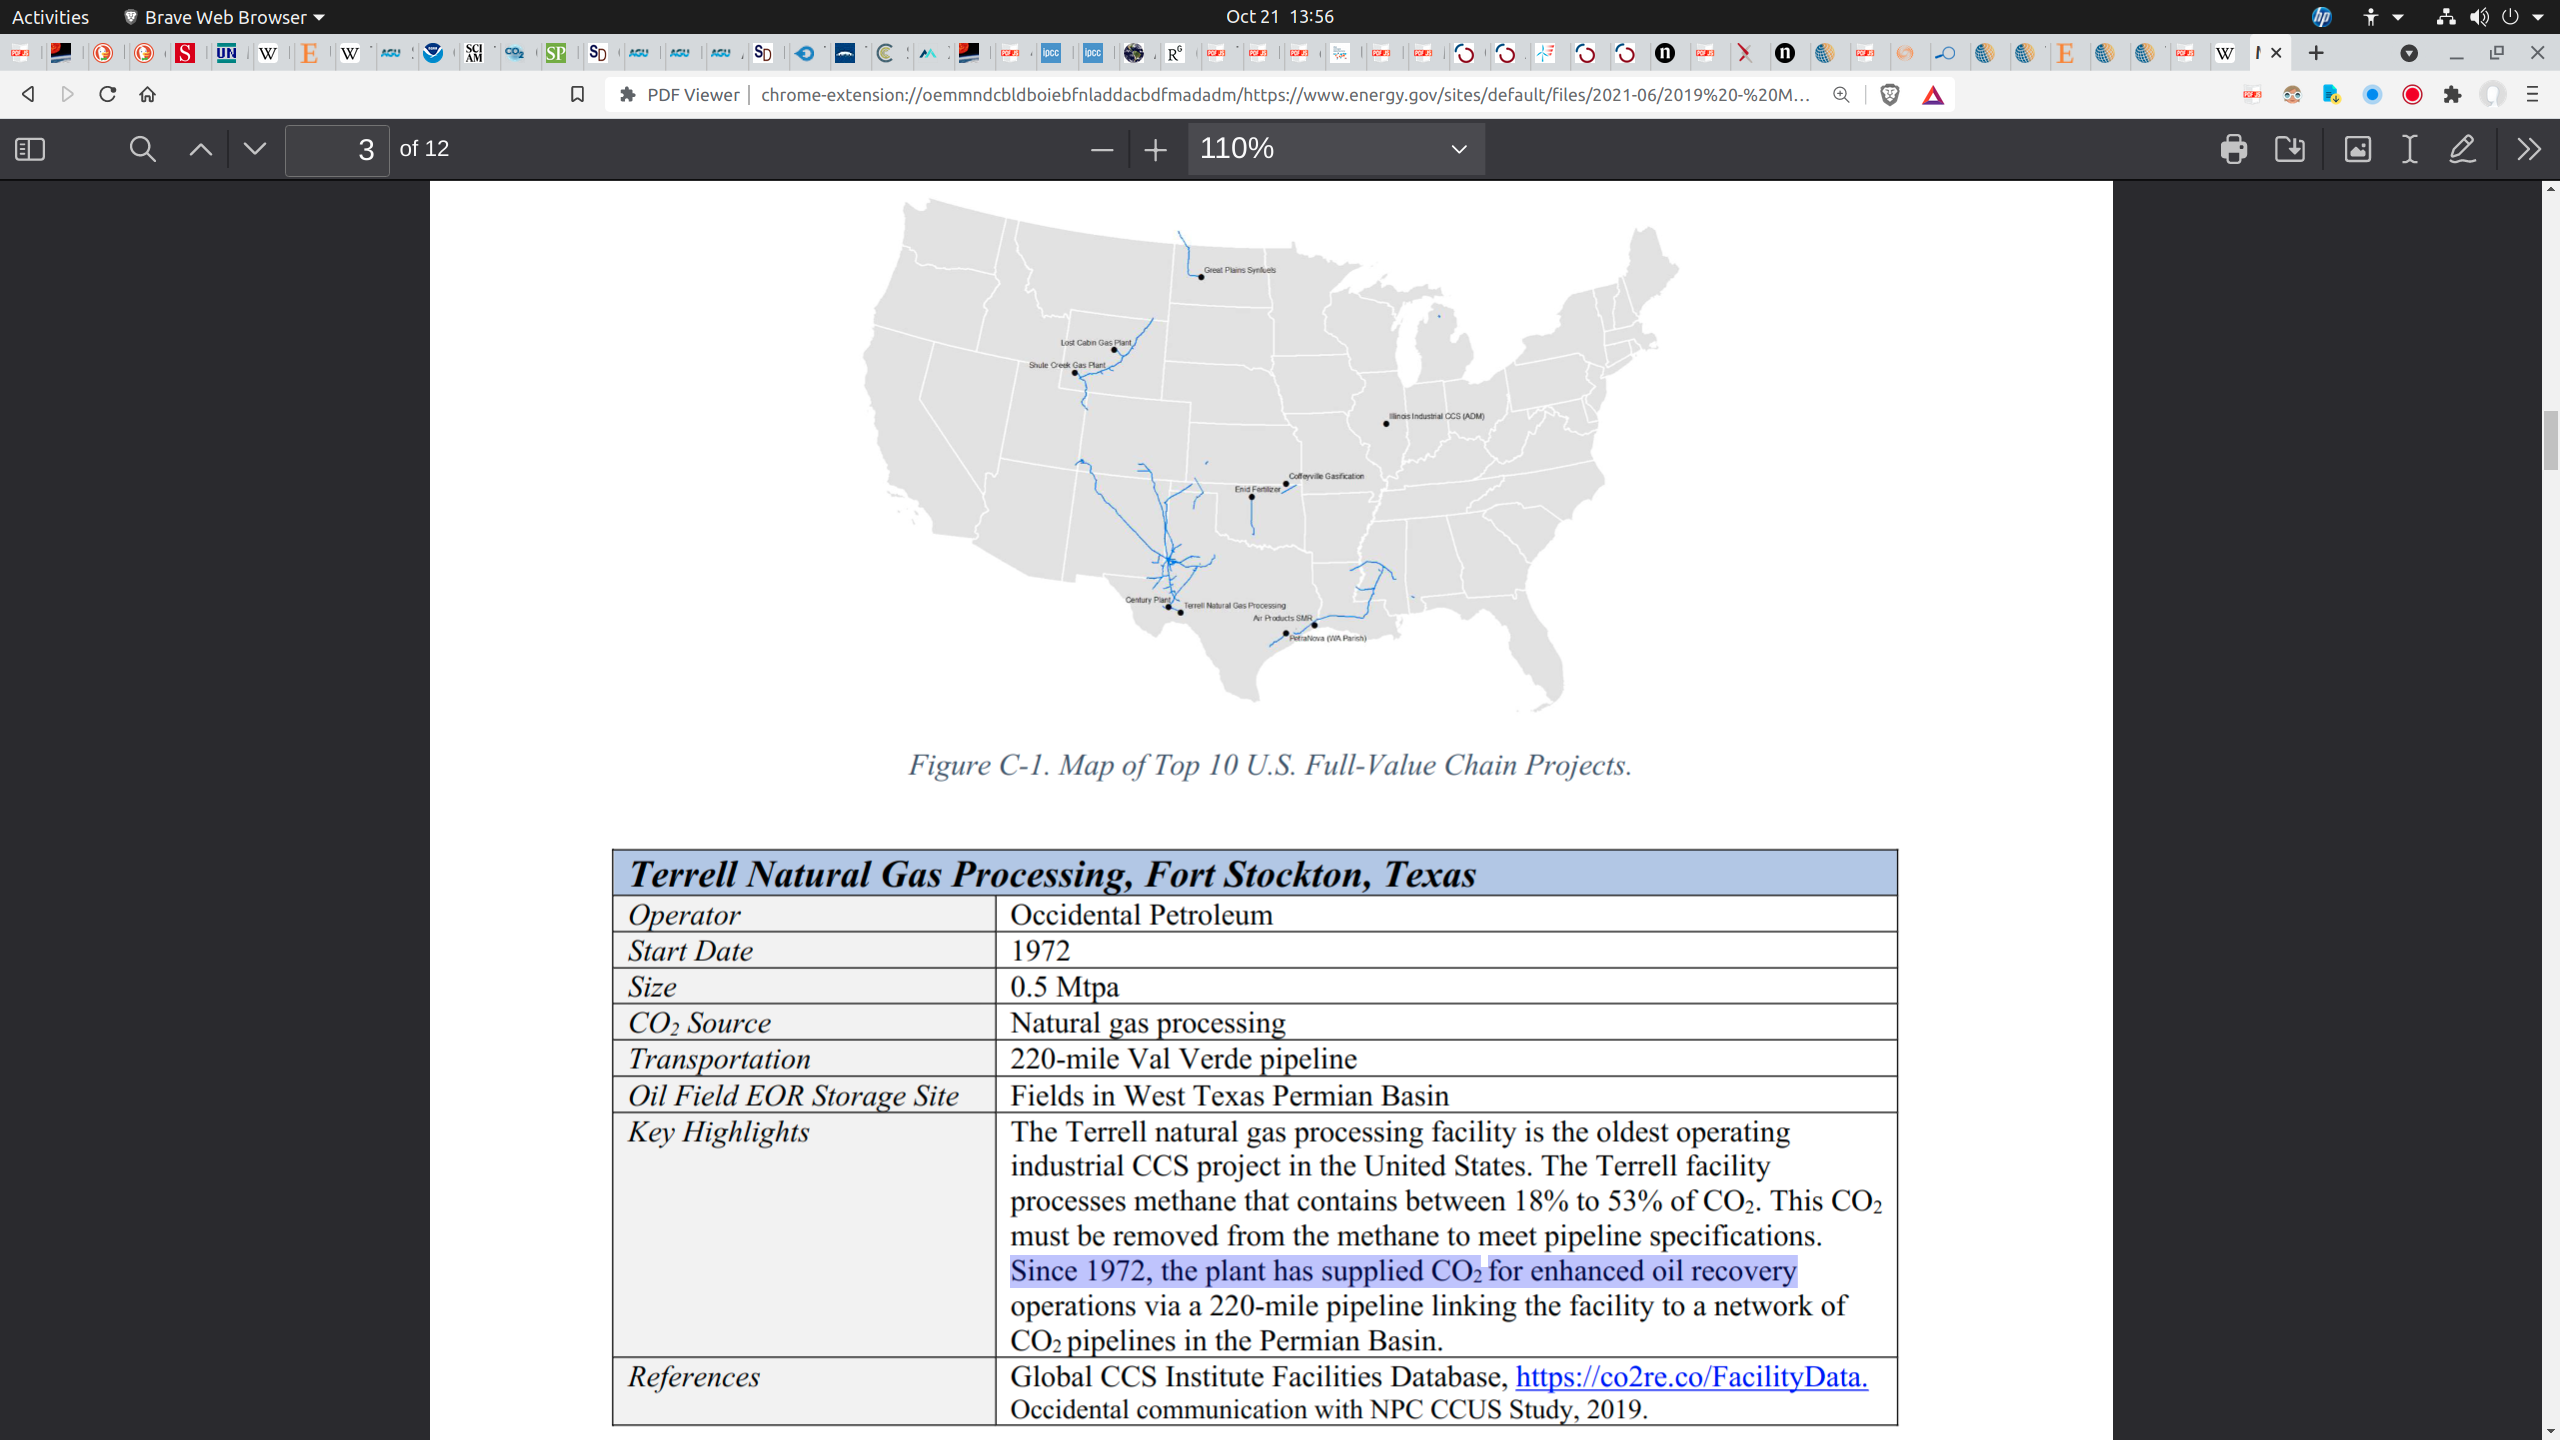 Activities
Brave Web Browser
Oct 21 13:56
PDF Viewer
chrome-extension://oemmndcbldboiebfnladdacbdfmadadm/https://www.energy.gov/sites/default/files/2021-06/2019%20-%20M...
3 of 12
110%
Great Plains Synfuels
Lost Cabin Gas Plant
Shute Creek Gas Plant
Illinois Industrial CCS (ADM)
Coffeyville Gasification
Enid Fertilizer
Century Plant
Terrell Natural Gas Processing
Air Products SMR
PetraNova (WA Parish)
Figure C-1. Map of Top 10 U.S. Full-Value Chain Projects.
Terrell Natural Gas Processing, Fort Stockton, Texas
Operator Occidental Petroleum
Start Date 1972
Size 0.5 Mtpa
CO₂ Source Natural gas processing
Transportation 220-mile Val Verde pipeline
Oil Field EOR Storage Site Fields in West Texas Permian Basin
Key Highlights The Terrell natural gas processing facility is the oldest operating
industrial CCS project in the United States. The Terrell facility
processes methane that contains between 18% to 53% of CO₂. This CO₂
must be removed from the methane to meet pipeline specifications.
Since 1972, the plant has supplied CO₂ for enhanced oil recovery
operations via a 220-mile pipeline linking the facility to a network of
CO₂ pipelines in the Permian Basin.
References Global CCS Institute Facilities Database, https://co2re.co/FacilityData.
Occidental communication with NPC CCUS Study, 2019.